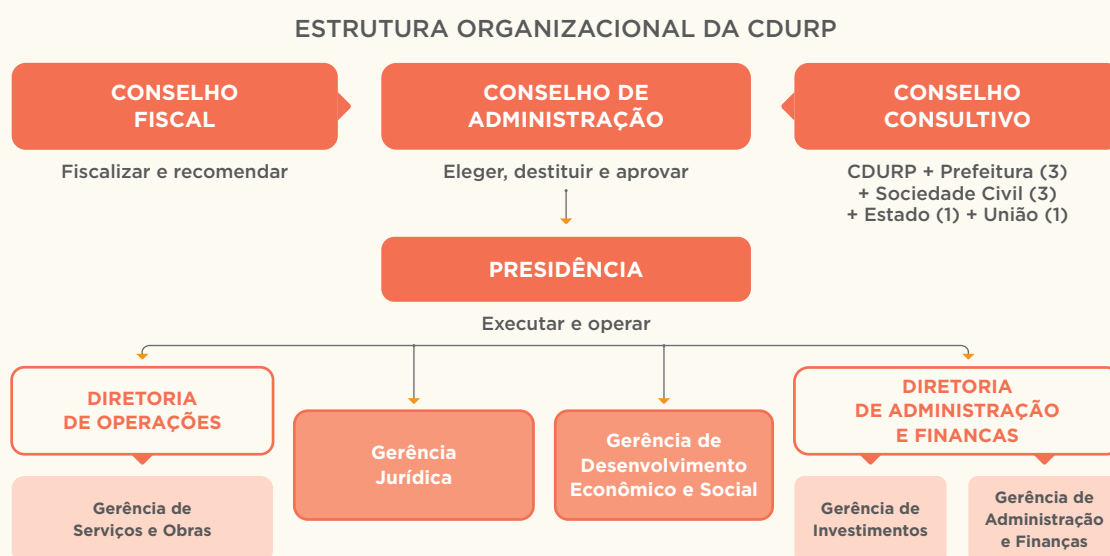 ESTRUTURA ORGANIZACIONAL DA CDURP
CONSELHO
FISCAL
Fiscalizar e recomendar
CONSELHO DE
ADMINISTRAÇÃO
Eleger, destituir e aprovar
CONSELHO
CONSULTIVO
CDURP + Prefeitura (3)
+ Sociedade Civil (3)
+ Estado (1) + União (1)
PRESIDÊNCIA
Executar e operar
DIRETORIA
DE OPERAÇÕES
Gerência de
Serviços e Obras
Gerência
Jurídica
Gerência de
Desenvolvimento
Econômico e Social
DIRETORIA
DE ADMINISTRAÇÃO
E FINANCAS
Gerência de
Investimentos
Gerência de
Administração
e Finanças